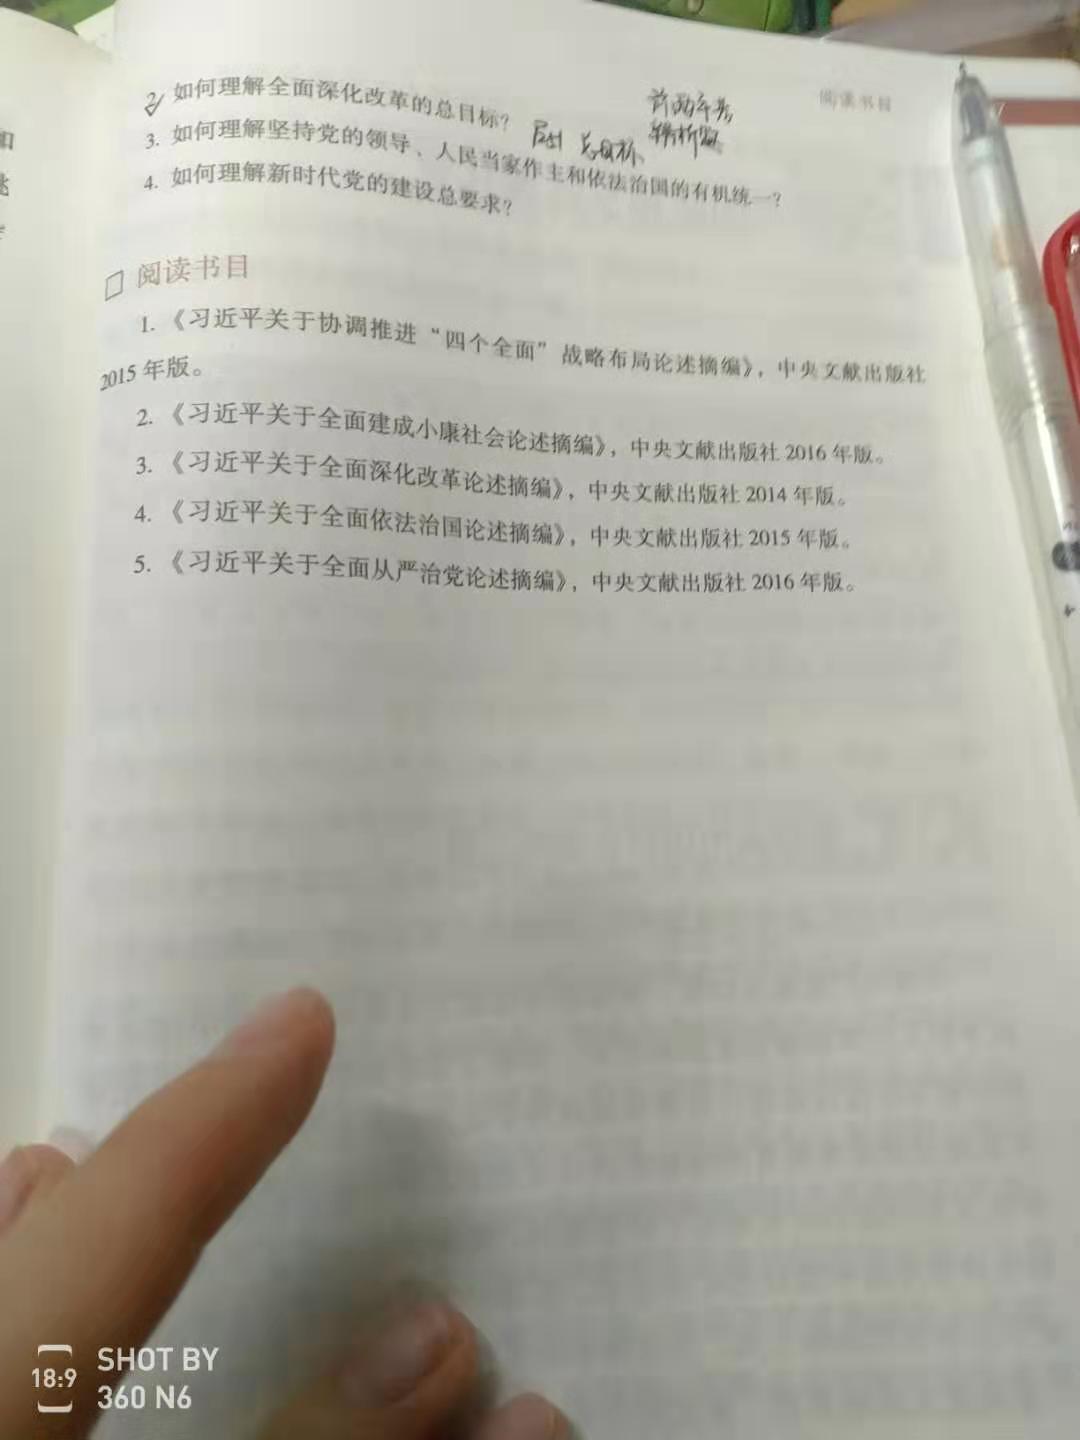 阅读书目
2. 如何理解全面深化改革的总目标?
前两年考
辨析题
总目标
3. 如何理解坚持党的领导、人民当家作主和依法治国的有机统一?
4. 如何理解新时代党的建设总要求?
阅读书目
1. 《习近平关于协调推进“四个全面”战略布局论述摘编》,中央文献出版社
2015年版。
2. 《习近平关于全面建成小康社会论述摘编》,中央文献出版社2016年版。
3. 《习近平关于全面深化改革论述摘编》,中央文献出版社2014年版。
4. 《习近平关于全面依法治国论述摘编》,中央文献出版社2015年版。
5. 《习近平关于全面从严治党论述摘编》,中央文献出版社2016年版。
18:9
SHOT BY
360 N6